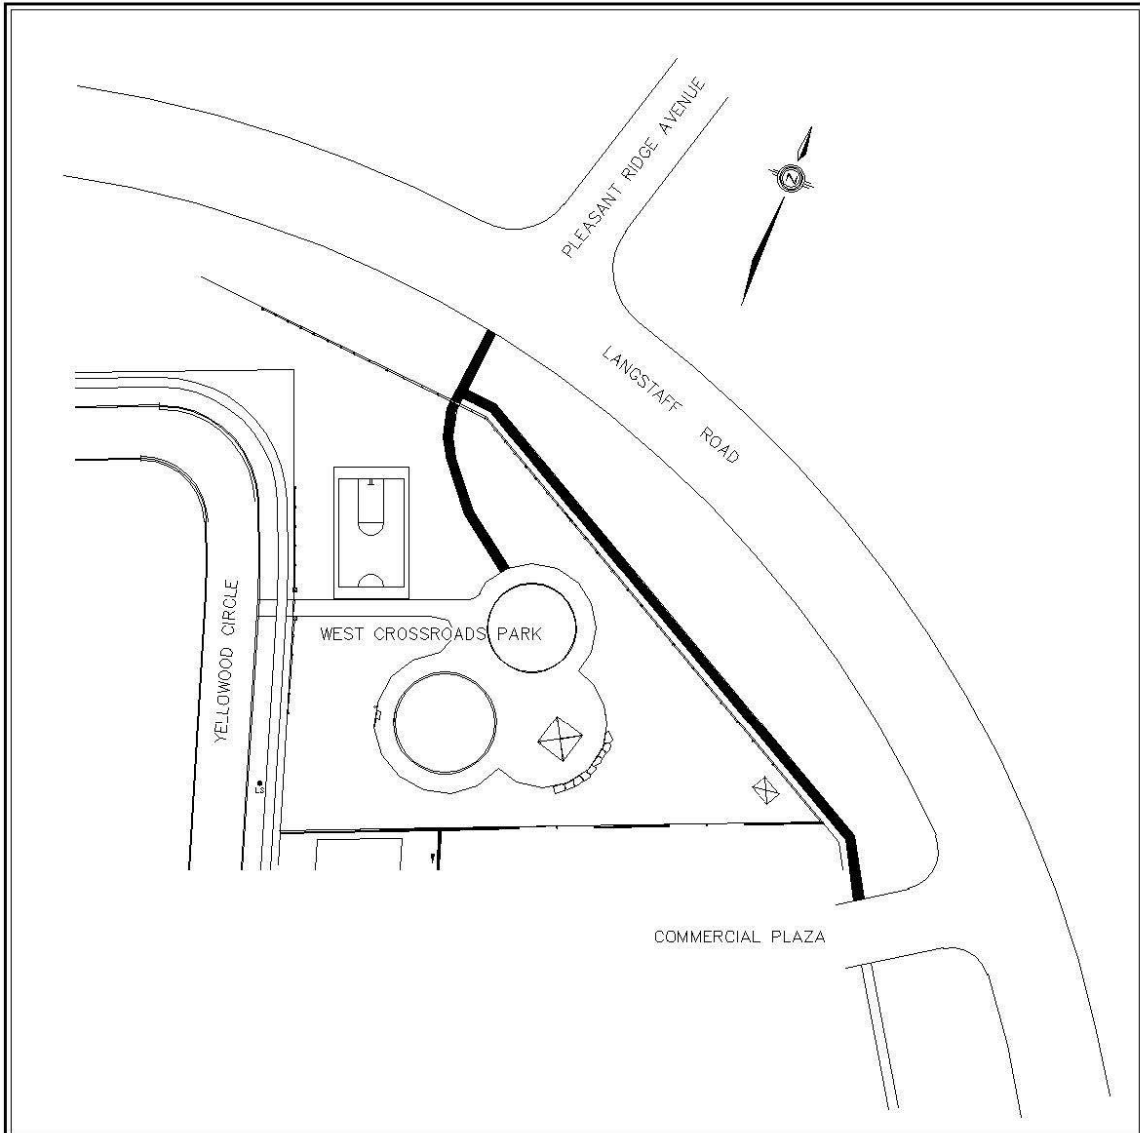 PLEASANT RIDGE AVENUE
N
LANGSTAFF ROAD
YELLOWOOD CIRCLE
WEST CROSSROADS PARK
COMMERCIAL PLAZA